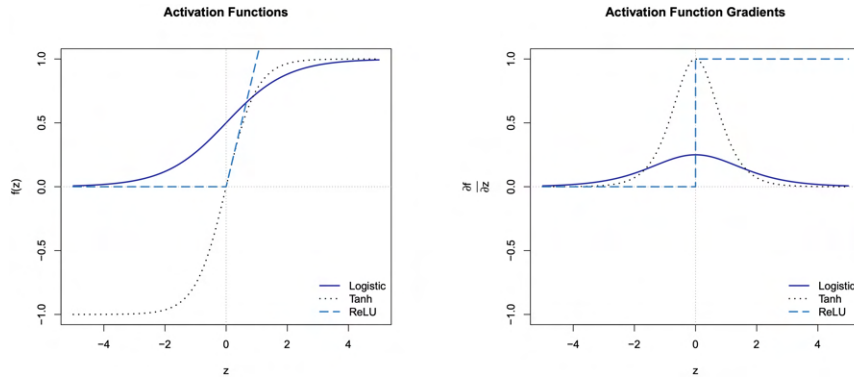 Activation Functions
1.0
0.5
0.0
−0.5
−1.0
f(z)
−4 −2 0 2 4
z
Logistic
Tanh
ReLU
Activation Function Gradients
1.0
0.5
0.0
−0.5
−1.0
∂f
∂z
−4 −2 0 2 4
z
Logistic
Tanh
ReLU